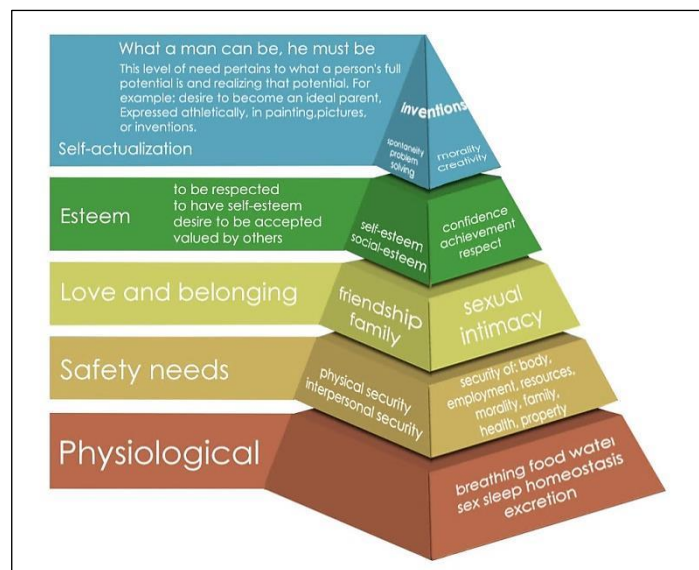 What a man can be, he must be
This level of need pertains to what a person's full
potential is and realizing that potential. For
example: desire to become an ideal parent,
Expressed athletically, in painting,pictures,
or inventions.
Self-actualization
inventions
spontaneity
problem
solving
morality
creativity
Esteem
to be respected
to have self-esteem
desire to be accepted
valued by others
self-esteem
social-esteem
confidence
achievement
respect
Love and belonging
friendship
family
sexual
intimacy
Safety needs
physical security
interpersonal security
security of: body,
employment, resources,
morality, family,
health, property
Physiological
breathing food water
sex sleep homeostasis
excretion